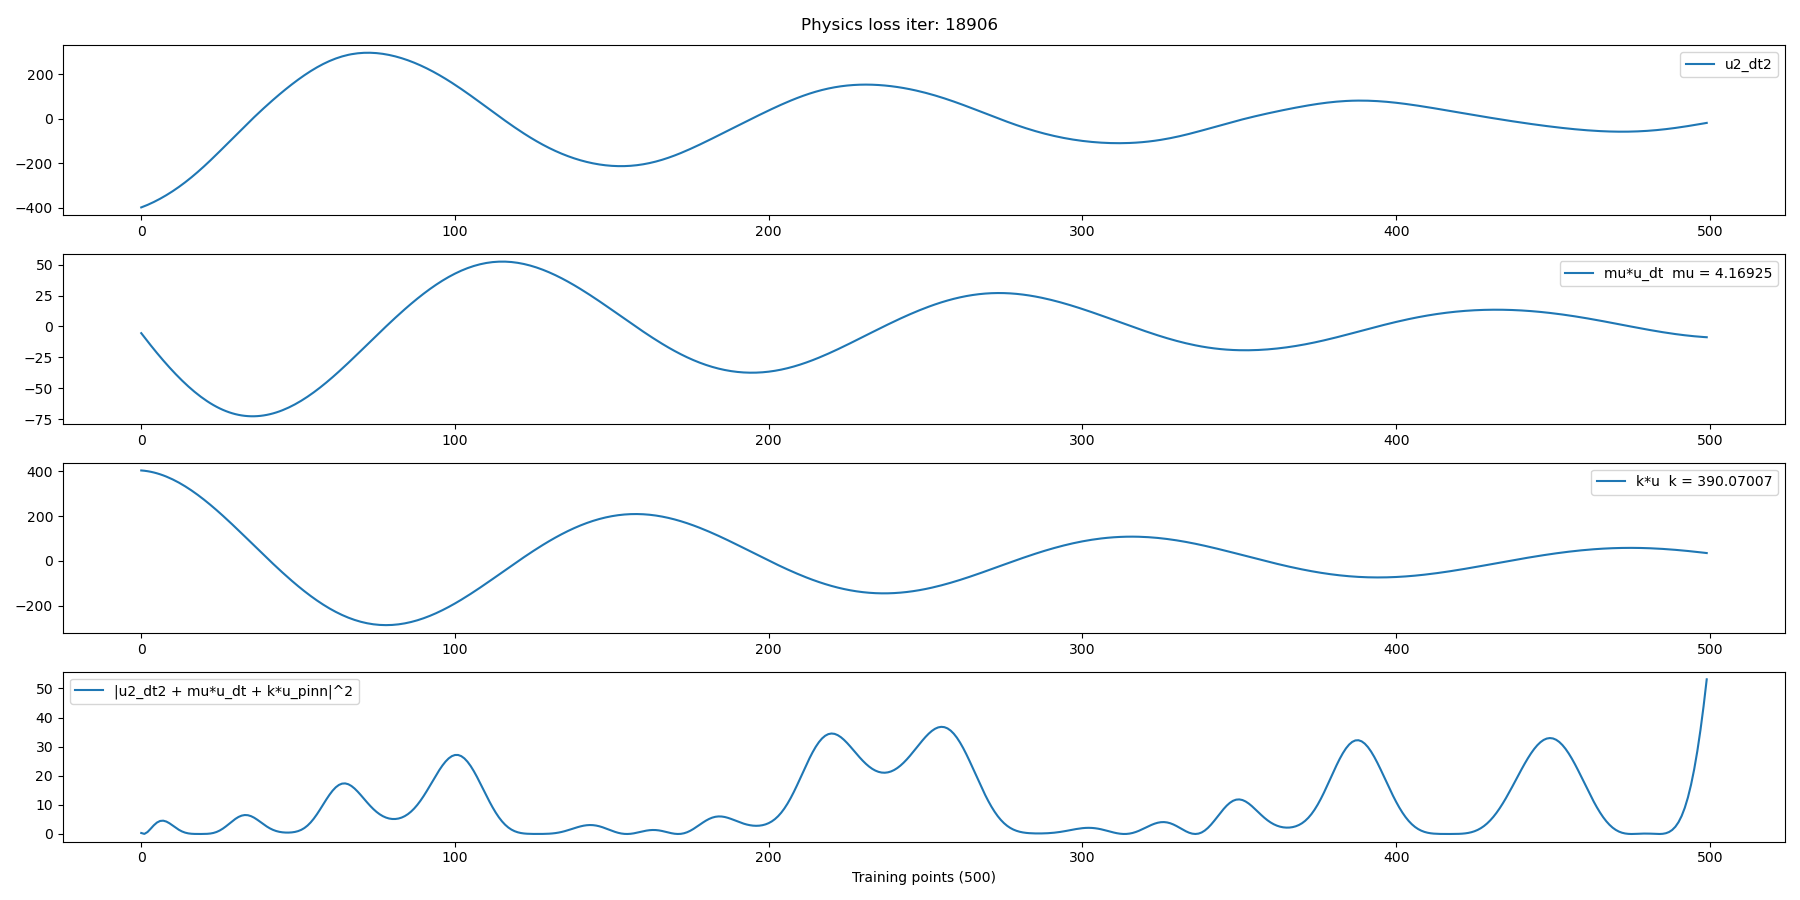 Physics loss iter: 18906
200
0
−200
−400
u2_dt2
0 100 200 300 400 500
50
25
0
−25
−50
−75
mu*u_dt  mu = 4.16925
0 100 200 300 400 500
400
200
0
−200
k*u  k = 390.07007
0 100 200 300 400 500
50
40
30
20
10
0
|u2_dt2 + mu*u_dt + k*u_pinn|^2
0 100 200 300 400 500
Training points (500)